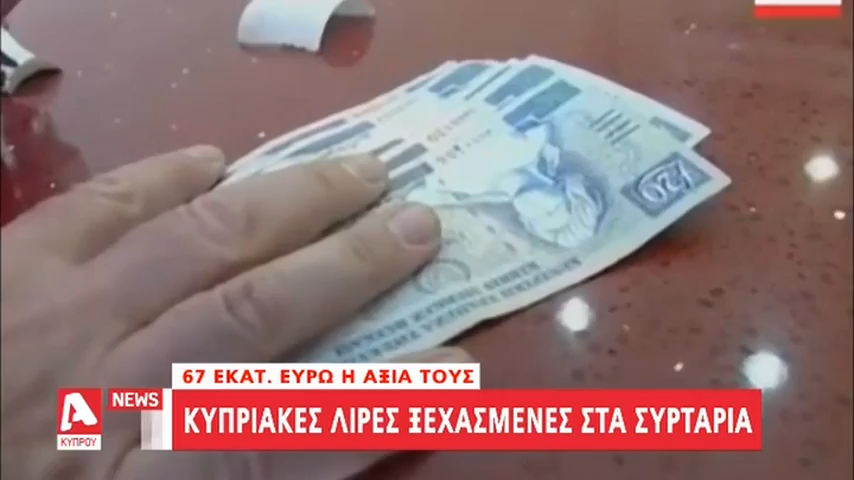 £20
67 ΕΚΑΤ. ΕΥΡΩ Η ΑΞΙΑ ΤΟΥΣ
NEWS
ΚΥΠΡΙΑΚΕΣ ΛΙΡΕΣ ΞΕΧΑΣΜΕΝΕΣ ΣΤΑ ΣΥΡΤΑΡΙΑ
ΚΥΠΡΟΥ